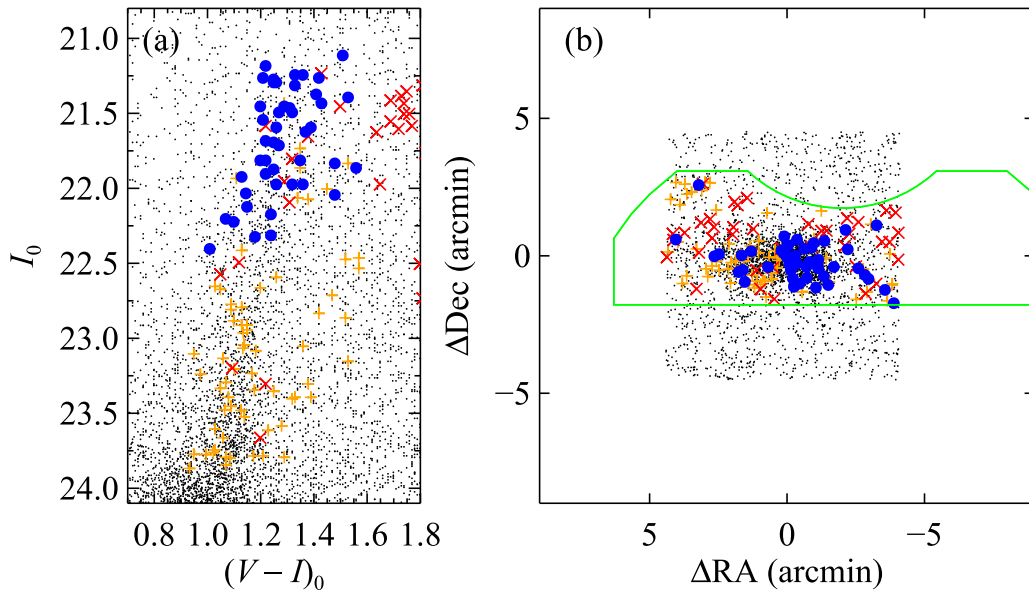 (a)
21.0
21.5
22.0
22.5
23.0
23.5
24.0
I₀
0.8 1.0 1.2 1.4 1.6 1.8
(V − I)₀
(b)
5
0
−5
ΔDec (arcmin)
5 0 −5
ΔRA (arcmin)